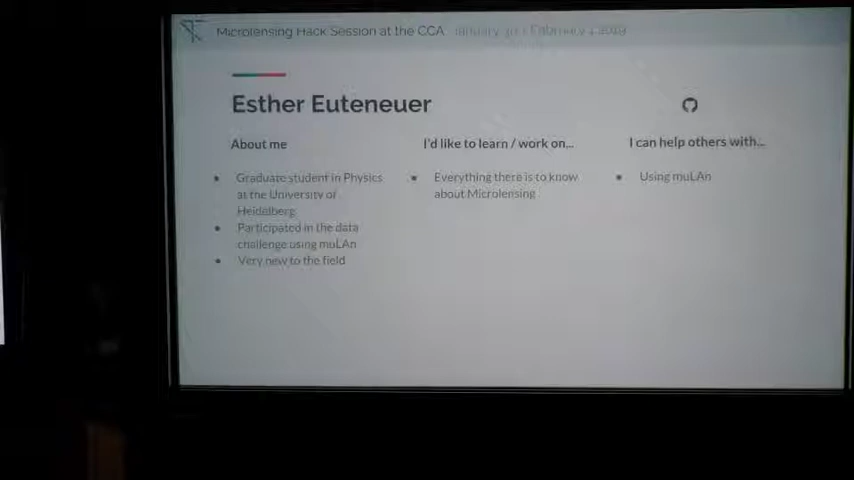 Microlensing Hack Session at the CCA
Esther Euteneuer
About me
Graduate student in Physics
at the University of
Heidelberg
Participated in the data
challenge using muLAn
Very new to the field
I'd like to learn / work on...
Everything there is to know
about Microlensing
I can help others with...
Using muLAn